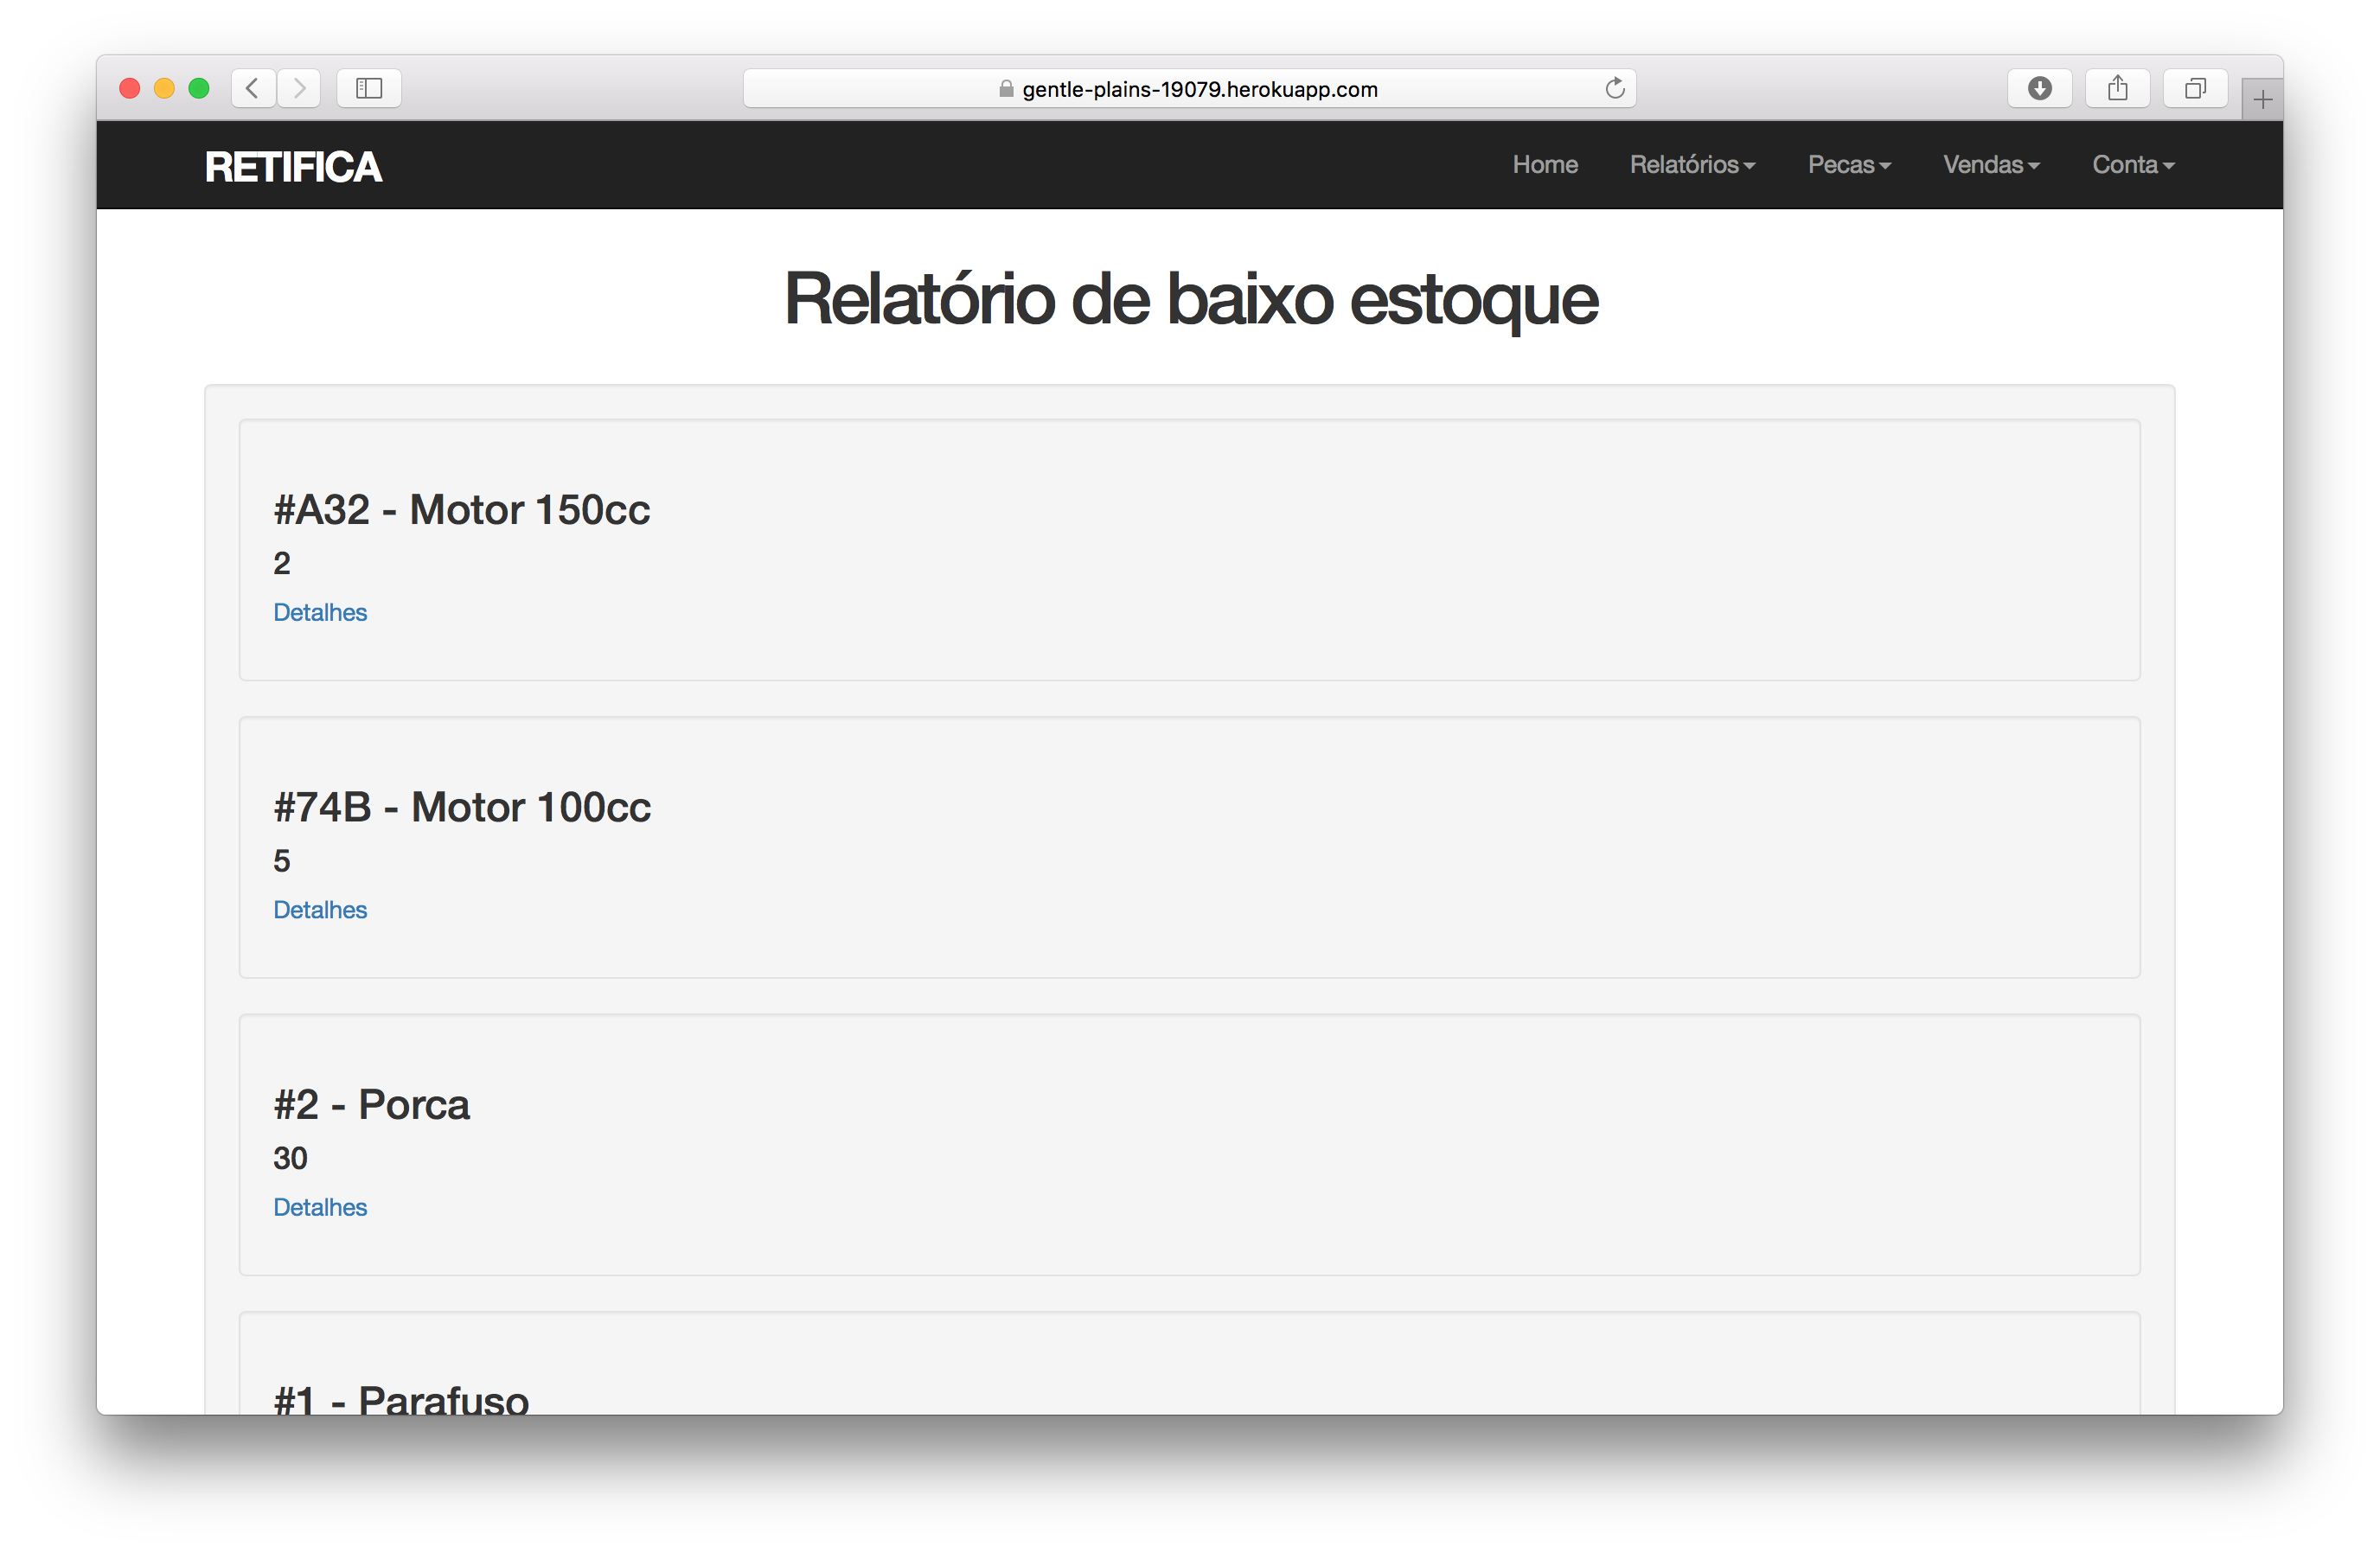 gentle-plains-19079.herokuapp.com
RETIFICA
Home Relatórios Pecas Vendas Conta
Relatório de baixo estoque
#A32 - Motor 150cc
2
Detalhes
#74B - Motor 100cc
5
Detalhes
#2 - Porca
30
Detalhes
#1 - Parafuso